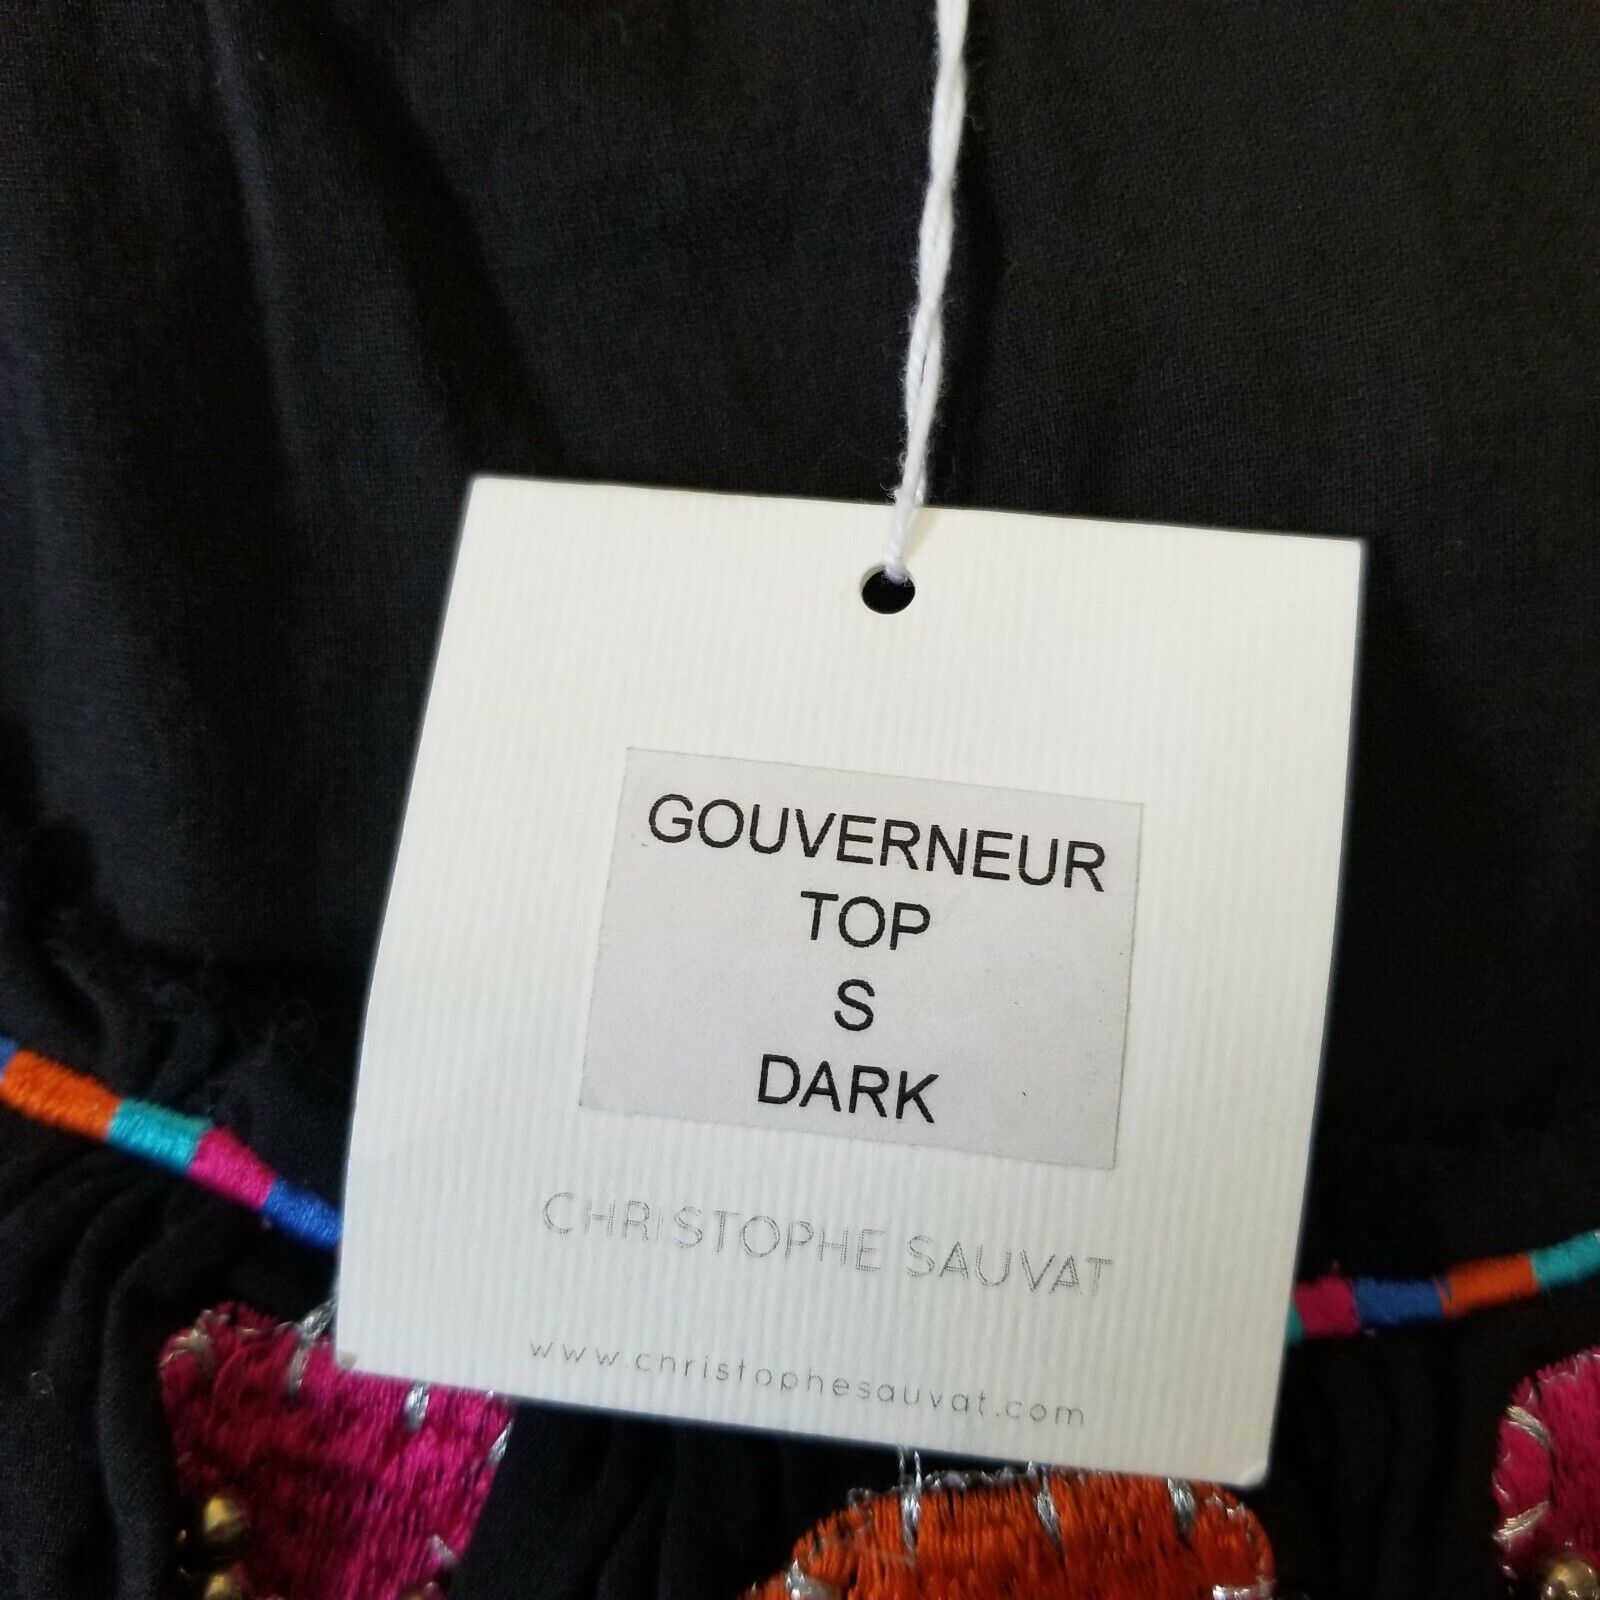 GOUVERNEUR
TOP
S
DARK
CHRISTOPHE SAUVAT
www.christophesauvat.com